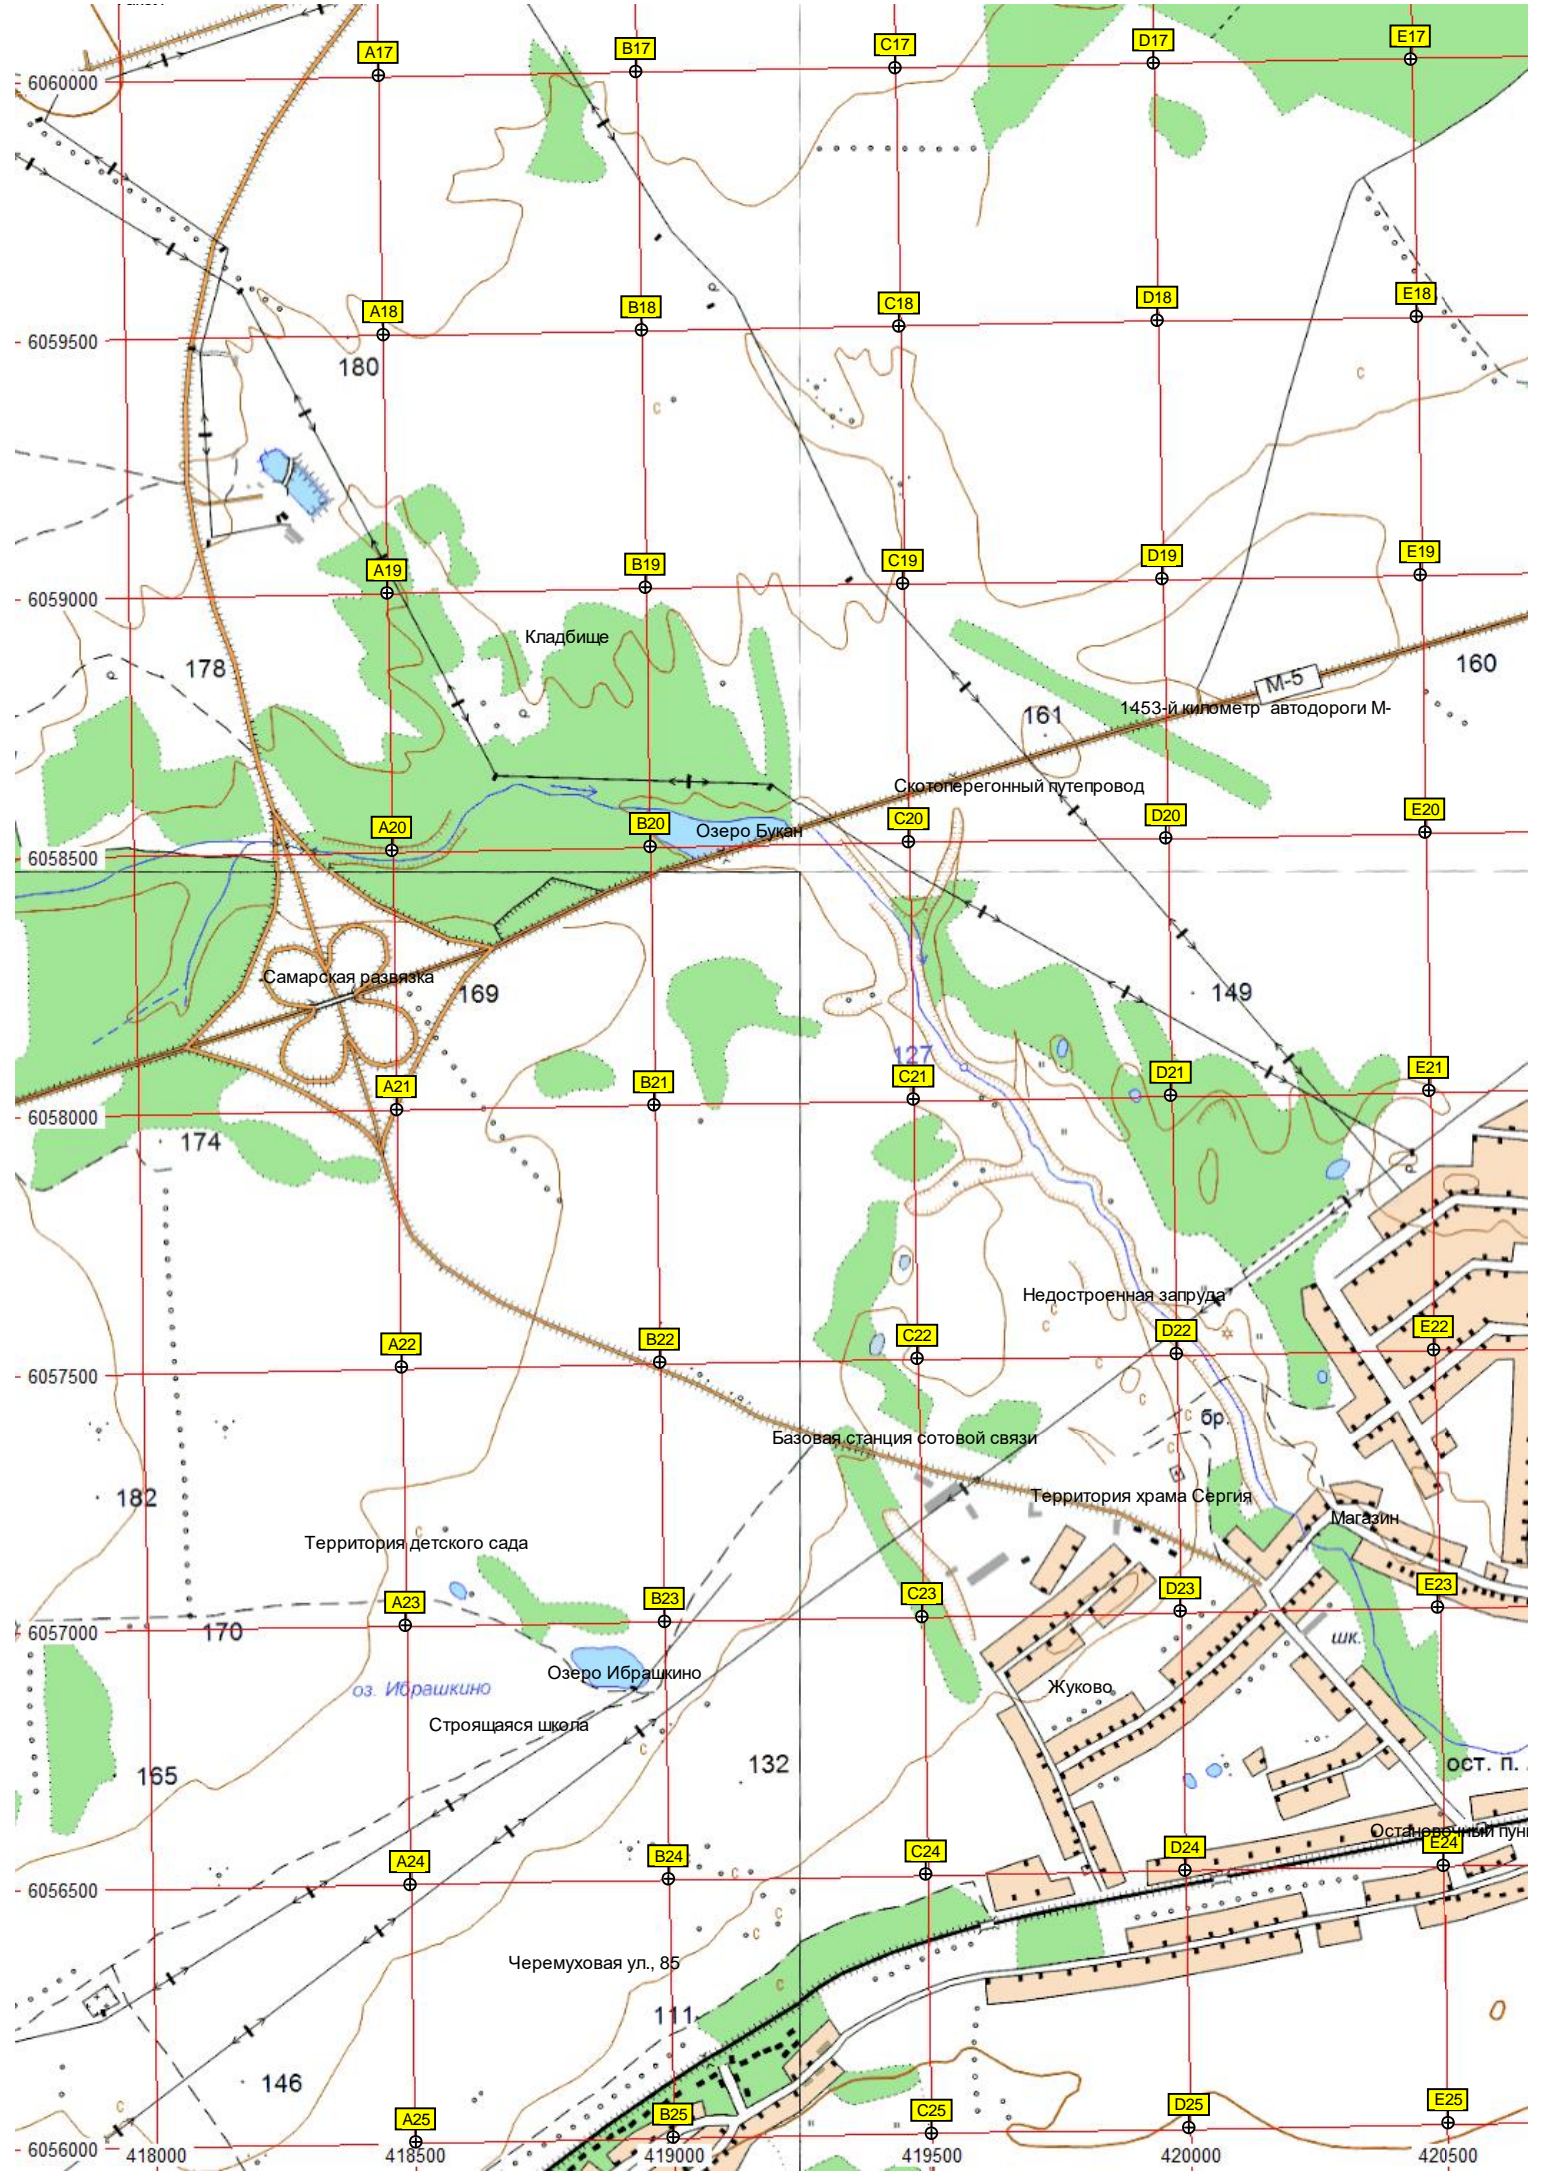 A17 B17 C17 D17 E17
6060000
A18 B18 C18 D18 E18
6059500
180
с
с
A19 B19 C19 D19 E19
6059000
Кладбище
178
160
М-5
161
1453-й километр автодороги М-
Скотоперегонный путепровод
A20 B20 C20 D20 E20
Озеро Букан
6058500
Самарская развязка
169
149
127
A21 B21 C21 D21 E21
6058000
174
Недостроенная запруда
с
с
A22 B22 C22 D22 E22
6057500
с
с
с
бр.
Базовая станция сотовой связи
с
182
Территория храма Сергия
Магазин
с
Территория детского сада
A23 B23 C23 D23 E23
6057000
170
шк.
Озеро Ибрашкино
оз. Ибрашкино
Жуково
Строящаяся школа
с
132
ост. п.
165
Остановочный пун
A24 B24 C24 D24 E24
6056500
с
с
с
Черемуховая ул., 85
с
111
146
с
A25 B25 C25 D25 E25
6056000
418000 418500 419000 419500 420000 420500